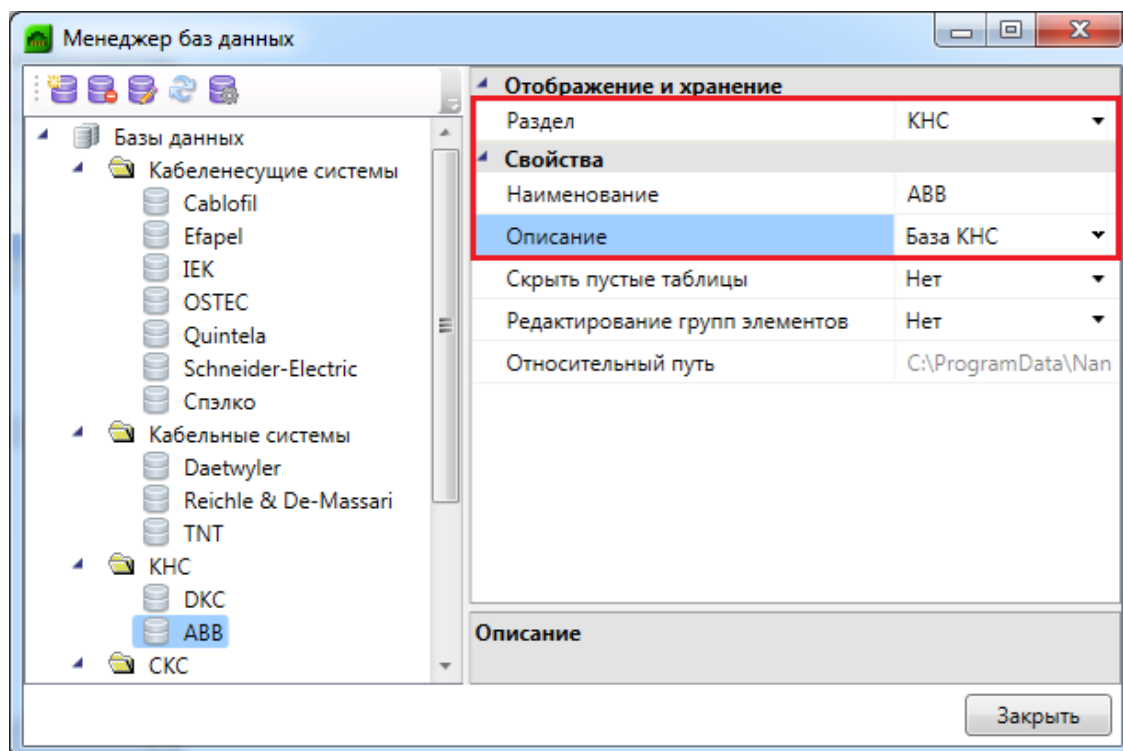 Менеджер баз данных
Базы данных
Кабеленесущие системы
Cablofil
Efapel
IEK
OSTEC
Quintela
Schneider-Electric
Спэлко
Кабельные системы
Daetwyler
Reichle & De-Massari
TNT
КНС
DKC
ABB
СКС
Отображение и хранение
Раздел КНС
Свойства
Наименование ABB
Описание База КНС
Скрыть пустые таблицы Нет
Редактирование групп элементов Нет
Относительный путь C:\ProgramData\Nan
Описание
Закрыть